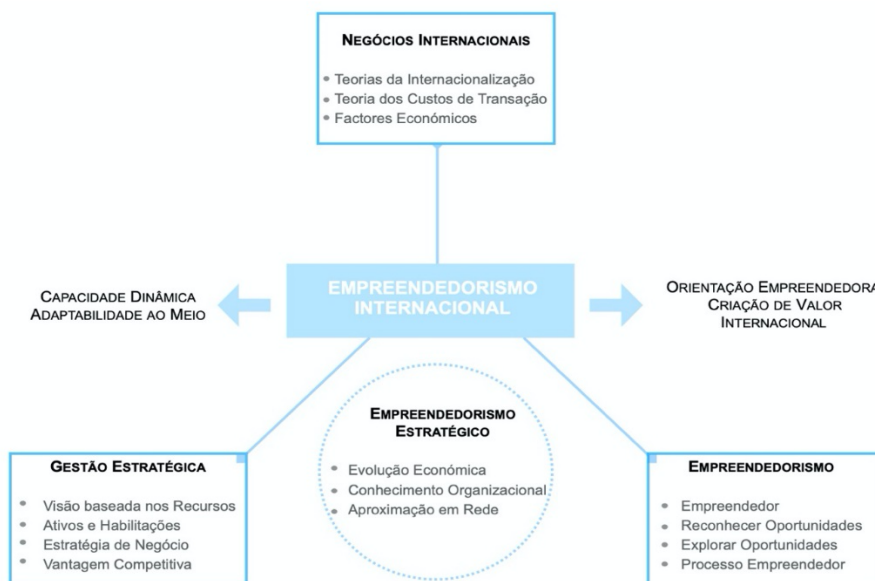 NEGÓCIOS INTERNACIONAIS
• Teorias da Internacionalização
• Teoria dos Custos de Transação
• Factores Económicos
EMPREENDEDORISMO
INTERNACIONAL
CAPACIDADE DINÂMICA
ADAPTABILIDADE AO MEIO
ORIENTAÇÃO EMPREENDEDORA
CRIAÇÃO DE VALOR
INTERNACIONAL
EMPREENDEDORISMO
ESTRATÉGICO
• Evolução Económica
• Conhecimento Organizacional
• Aproximação em Rede
GESTÃO ESTRATÉGICA
• Visão baseada nos Recursos
• Ativos e Habilitações
• Estratégia de Negócio
• Vantagem Competitiva
EMPREENDEDORISMO
• Empreendedor
• Reconhecer Oportunidades
• Explorar Oportunidades
• Processo Empreendedor